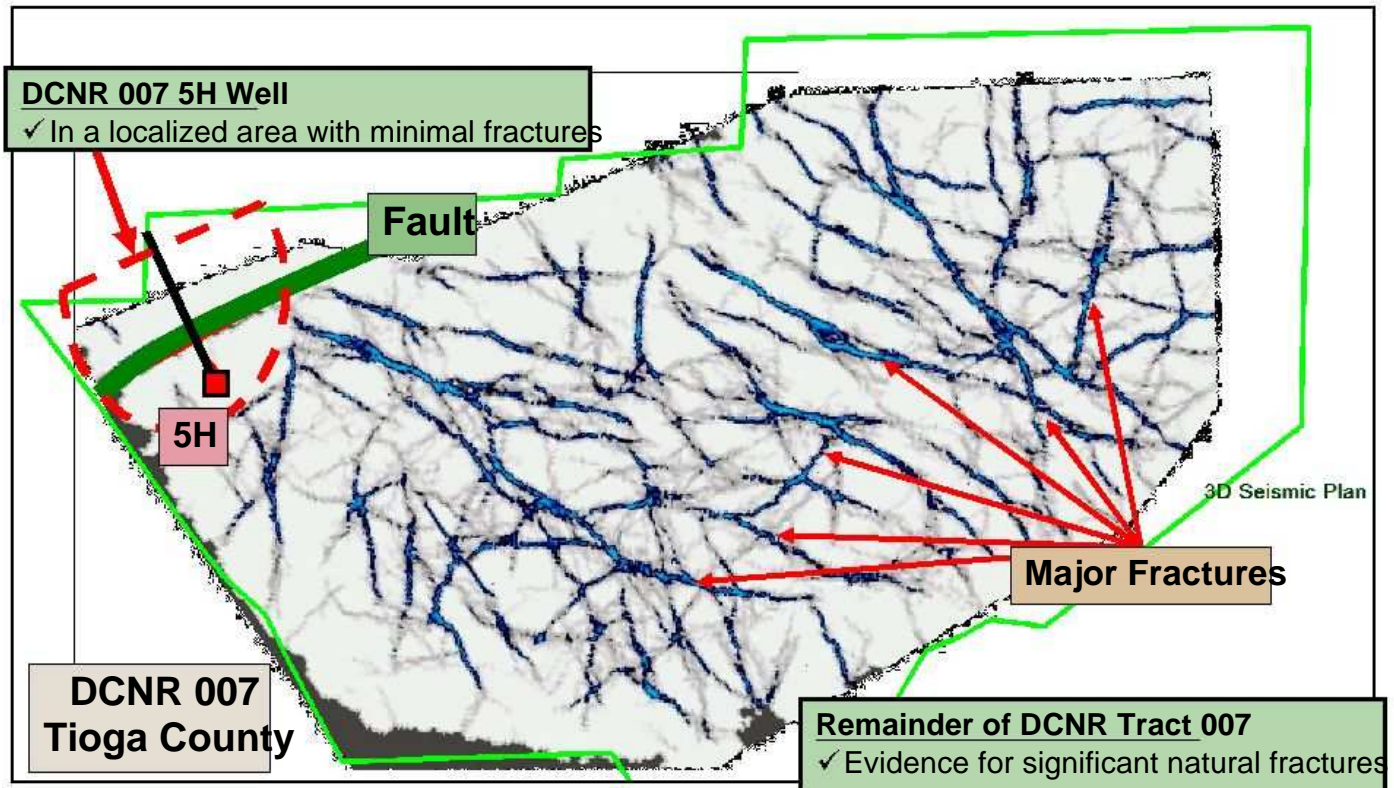 DCNR 007 5H Well
✓ In a localized area with minimal fractures
Fault
5H
3D Seismic Plan
Major Fractures
DCNR 007
Tioga County
Remainder of DCNR Tract 007
✓ Evidence for significant natural fractures